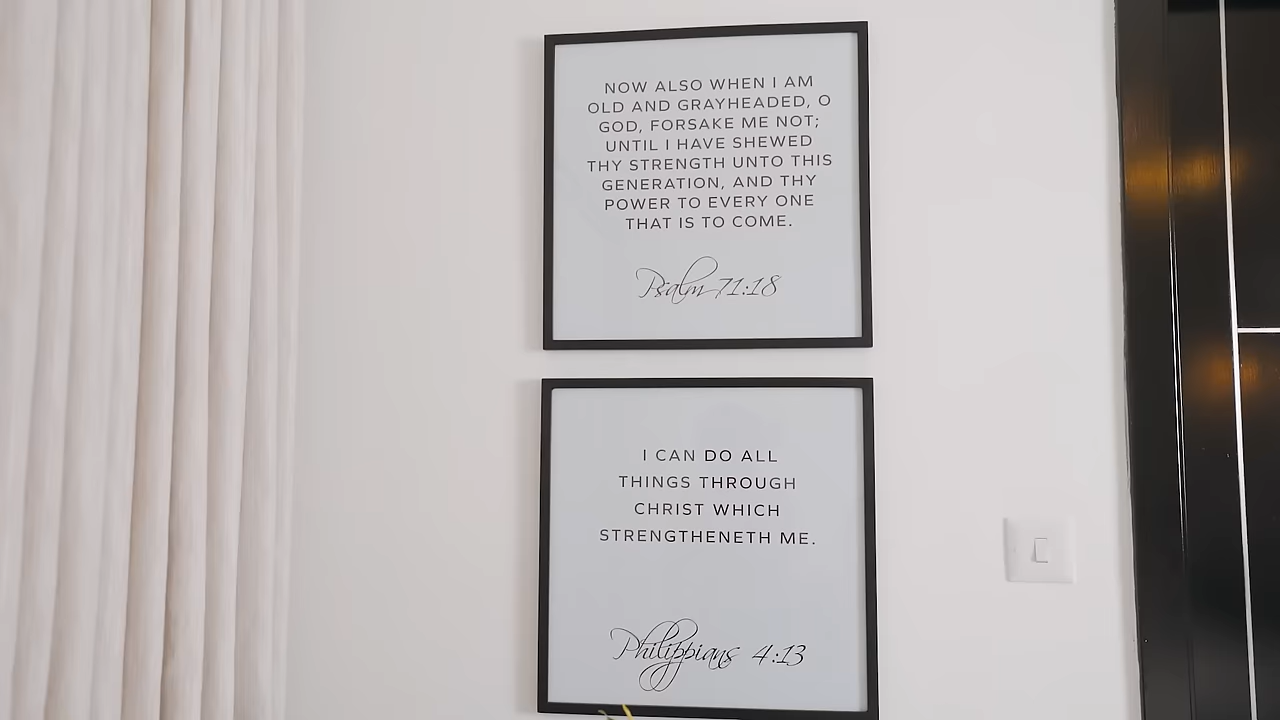 NOW ALSO WHEN I AM
OLD AND GRAYHEADED, O
GOD, FORSAKE ME NOT;
UNTIL I HAVE SHEWED
THY STRENGTH UNTO THIS
GENERATION, AND THY
POWER TO EVERY ONE
THAT IS TO COME.
Psalm 71:18
I CAN DO ALL
THINGS THROUGH
CHRIST WHICH
STRENGTHENETH ME.
Philippians 4:13